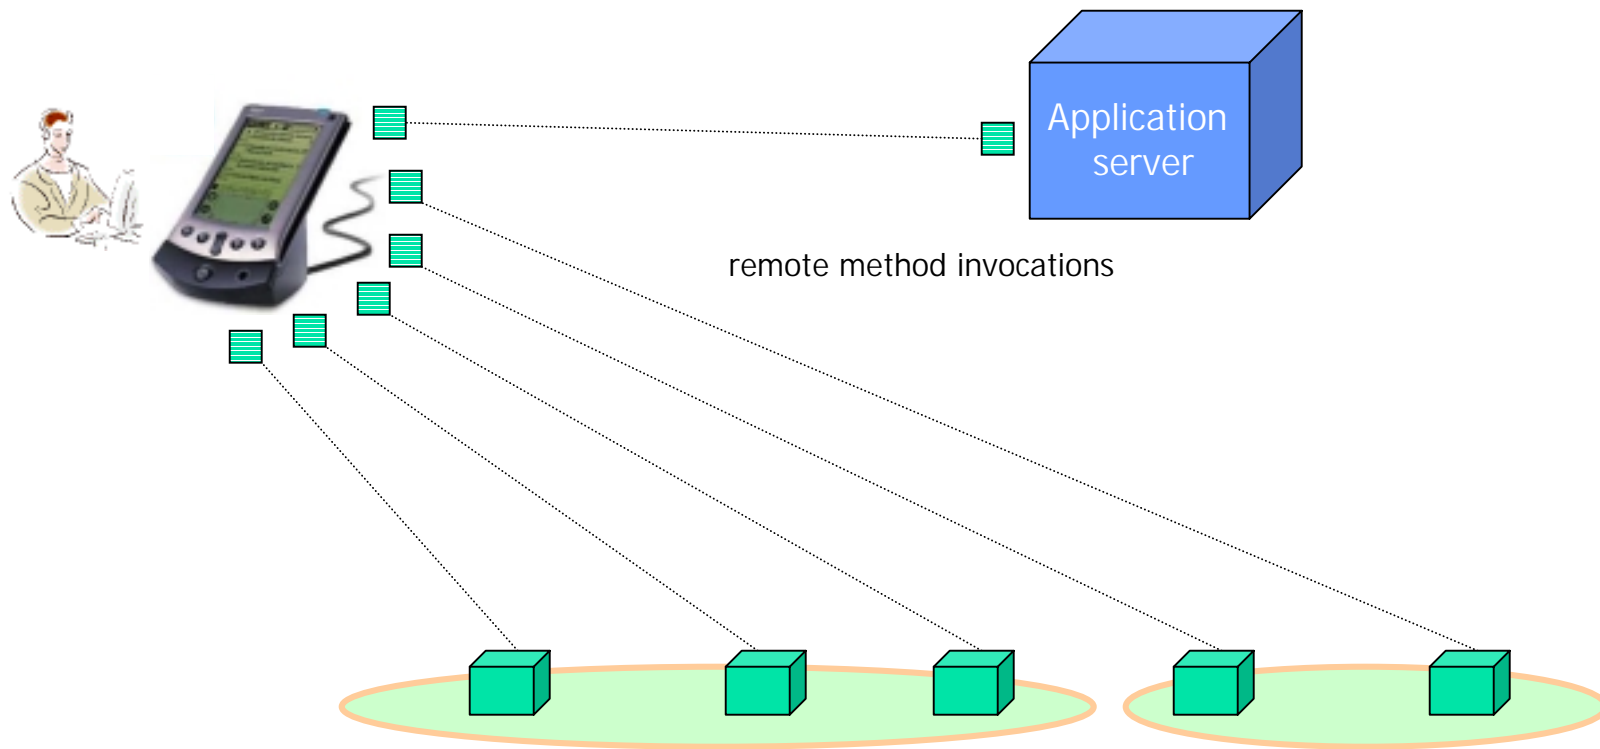 Application
server
remote method invocations